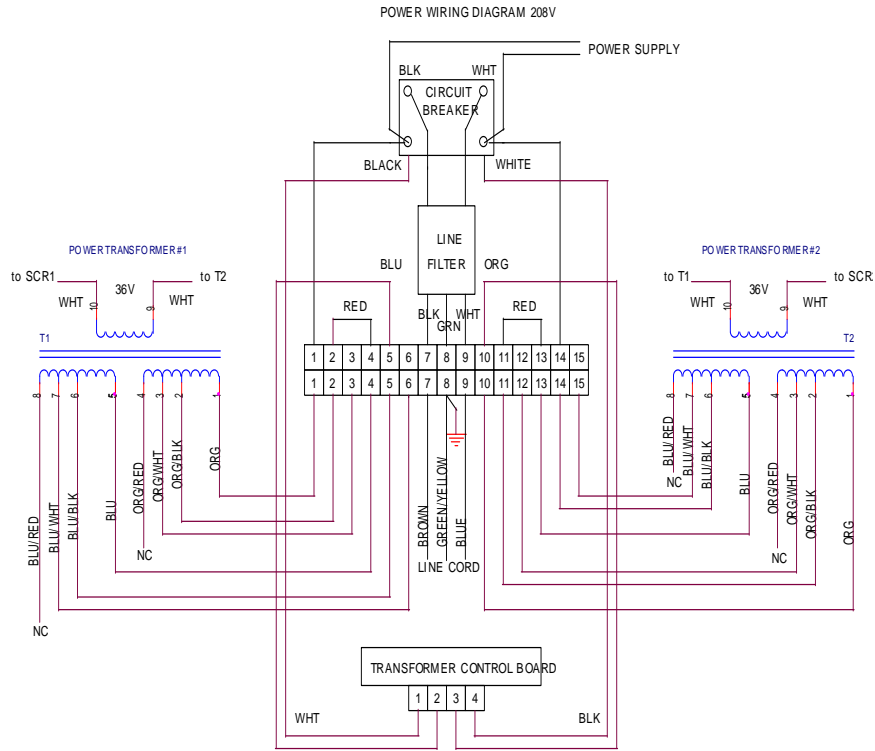 POWER WIRING DIAGRAM 208V
POWER SUPPLY
BLK
WHT
CIRCUIT
BREAKER
BLACK
WHITE
LINE
FILTER
BLU
ORG
POWER TRANSFORMER #1
to SCR1
to T2
36V
WHT
WHT
10
9
T1
8
7
6
5
4
3
2
1
BLU/RED
BLU/WHT
BLU/BLK
BLU
ORG/RED
ORG/WHT
ORG/BLK
ORG
NC
NC
RED
BLK
GRN
WHT
RED
1 2 3 4 5 6 7 8 9 10 11 12 13 14 15
1 2 3 4 5 6 7 8 9 10 11 12 13 14 15
BROWN
GREEN/YELLOW
BLUE
LINE CORD
POWER TRANSFORMER #2
to T1
to SCR
36V
WHT
WHT
10
9
T2
8
7
6
5
4
3
2
1
BLU/RED
BLU/WHT
BLU/BLK
BLU
ORG/RED
ORG/WHT
ORG/BLK
ORG
NC
NC
TRANSFORMER CONTROL BOARD
1 2 3 4
WHT
BLK